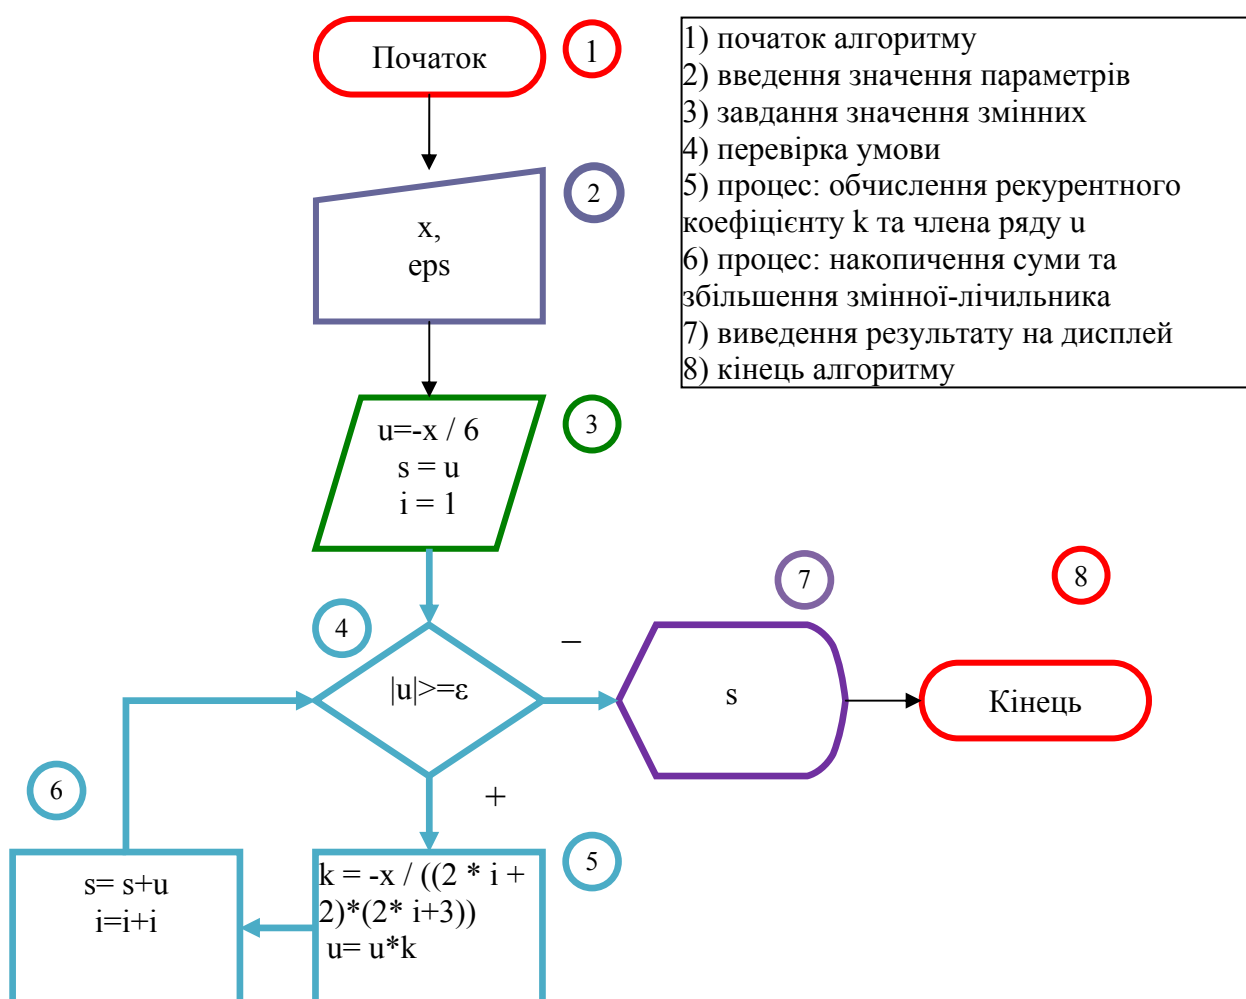 Початок
1
1) початок алгоритму
2) введення значення параметрів
3) завдання значення змінних
4) перевірка умови
5) процес: обчислення рекурентного
коефіцієнту k та члена ряду u
6) процес: накопичення суми та
збільшення змінної-лічильника
7) виведення результату на дисплей
8) кінець алгоритму
2
x,
eps
3
u=-x / 6
s = u
i = 1
4
|u|>=ε
–
7
s
8
Кінець
+
6
s= s+u
i=i+i
5
k = -x / ((2 * i +
2)*(2* i+3))
u= u*k